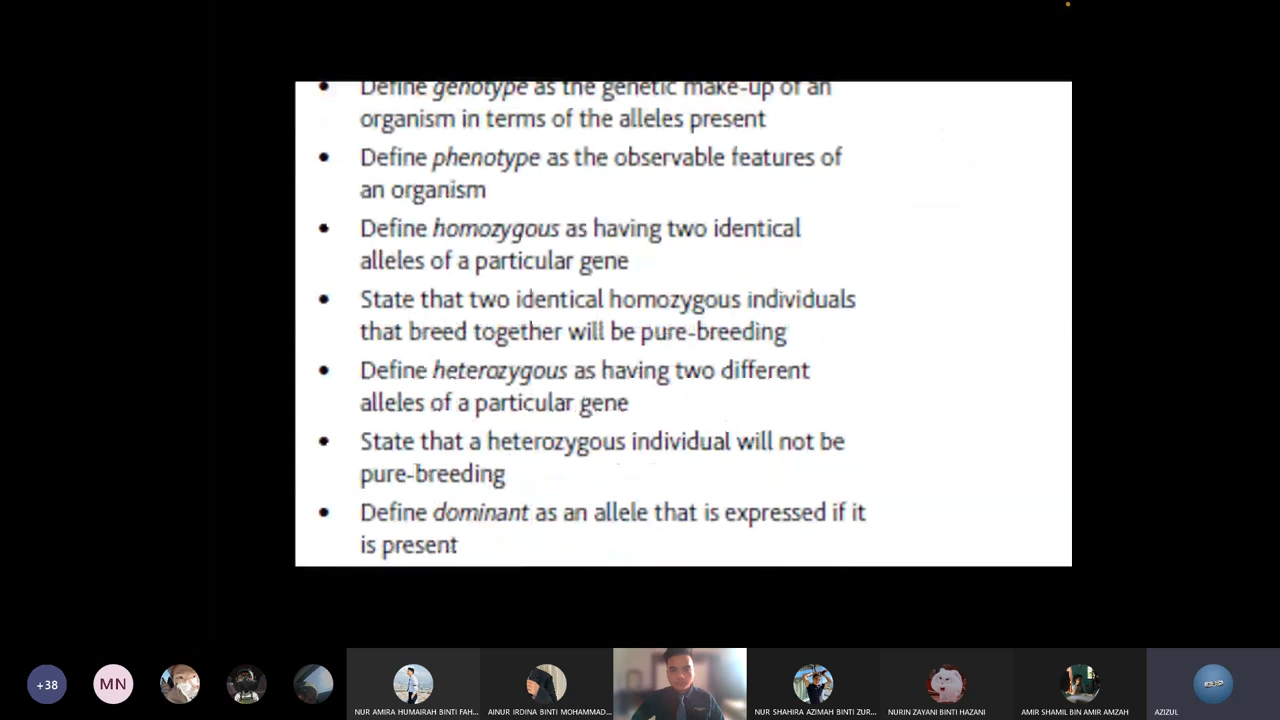 Define genotype as the genetic make-up of an
organism in terms of the alleles present
Define phenotype as the observable features of
an organism
Define homozygous as having two identical
alleles of a particular gene
State that two identical homozygous individuals
that breed together will be pure-breeding
Define heterozygous as having two different
alleles of a particular gene
State that a heterozygous individual will not be
pure-breeding
Define dominant as an allele that is expressed if it
is present
+38
MN
NUR AMIRA HUMAIRAH BINTI FAH...
AINUR IRDINA BINTI MOHAMMAD...
NUR SHAHIRA AZIMAH BINTI ZUR...
NURIN ZAYANI BINTI HAZANI
AMIR SHAMIL BIN AMIR AMZAH
AZIZUL